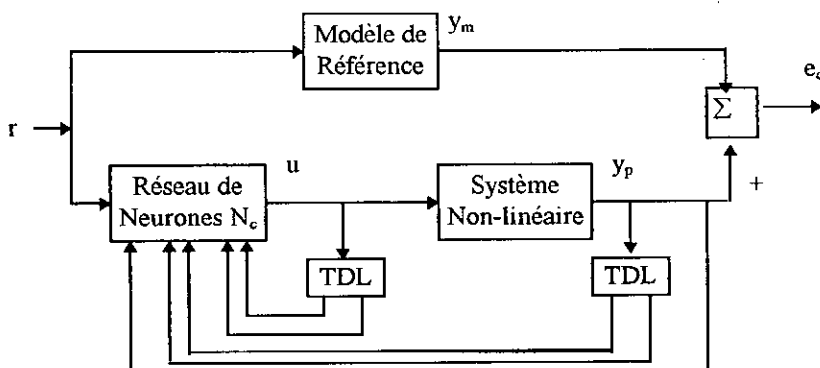 Modèle de
Référence
y_m
e_c
Σ
r
+
Réseau de
Neurones N_c
u
Système
Non-linéaire
y_p
TDL
TDL